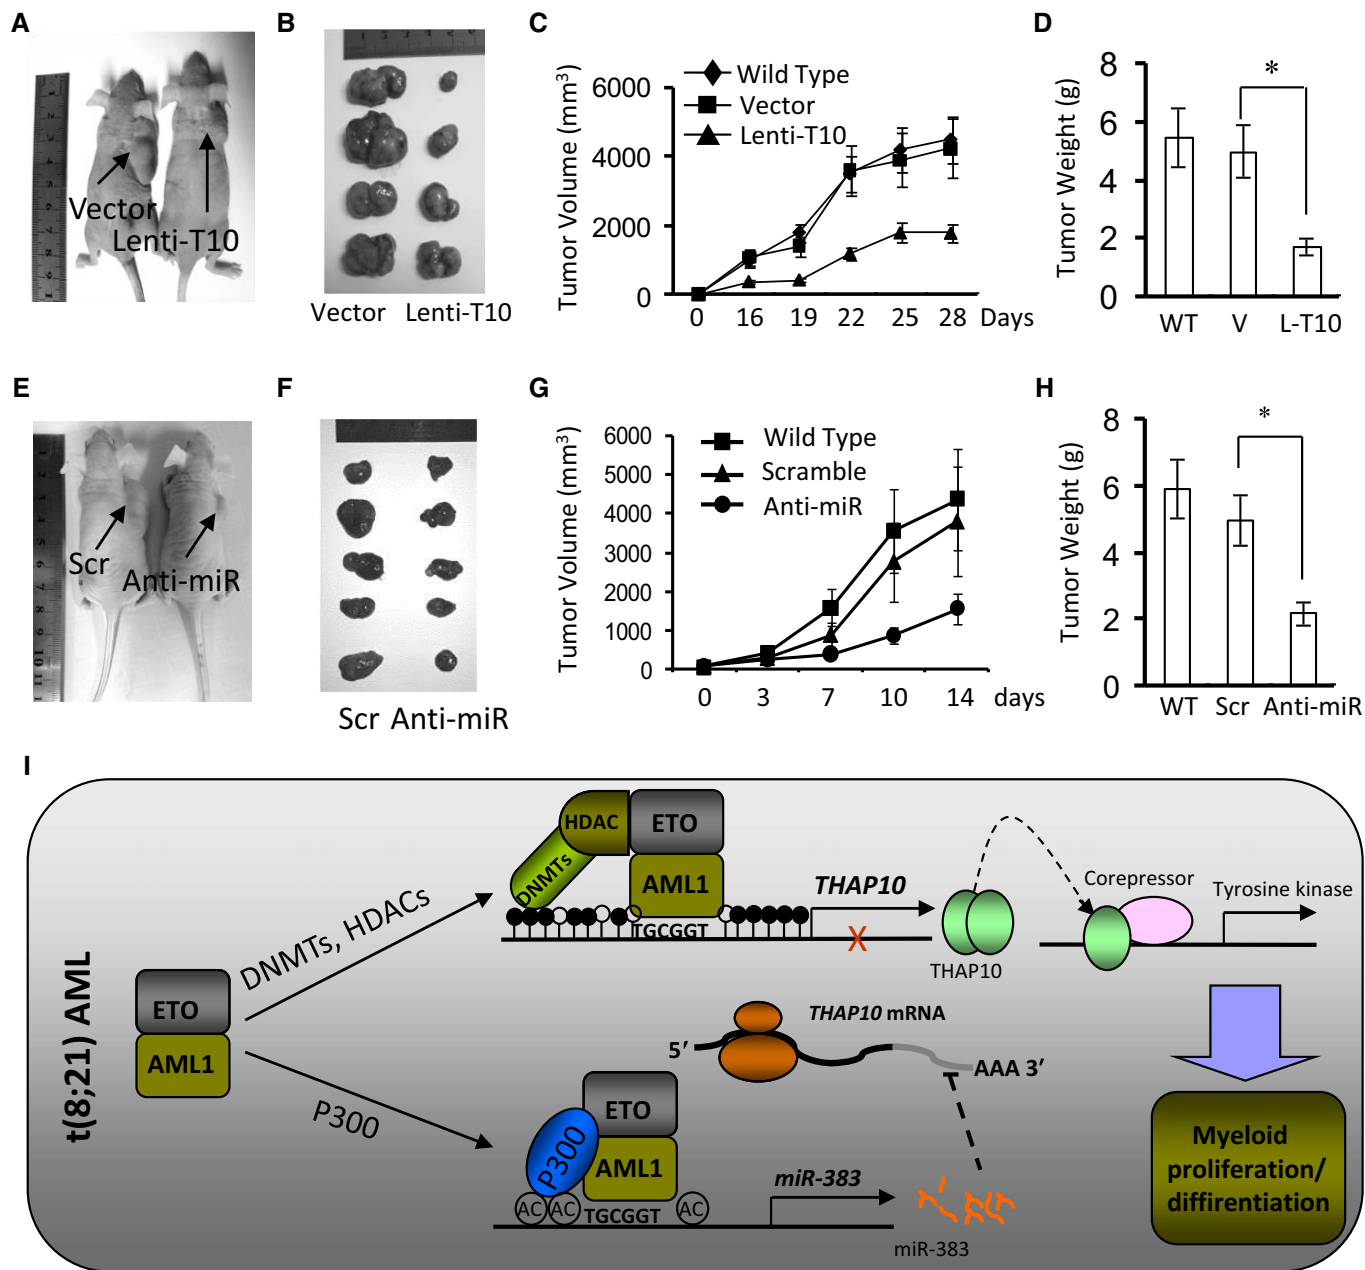 A
Vector
Lenti-T10
B
Vector Lenti-T10
C
Tumor Volume (mm³)
6000
4000
2000
0
Wild Type
Vector
Lenti-T10
0 16 19 22 25 28 Days
D
Tumor Weight (g)
8
6
4
2
0
*
WT V L-T10
E
Scr
Anti-miR
F
Scr Anti-miR
G
Tumor Volume (mm³)
6000
5000
4000
3000
2000
1000
0
Wild Type
Scramble
Anti-miR
0 3 7 10 14 days
H
Tumor Weight (g)
8
6
4
2
0
*
WT Scr Anti-miR
I
t(8;21) AML
ETO
AML1
DNMTs, HDACs
P300
DNMTs
HDAC
ETO
AML1
TGCGGT
THAP10
X
THAP10
Corepressor
Tyrosine kinase
THAP10 mRNA
5′
AAA 3′
P300
ETO
AML1
AC AC TGCGGT AC
miR-383
miR-383
Myeloid
proliferation/
diffirentiation